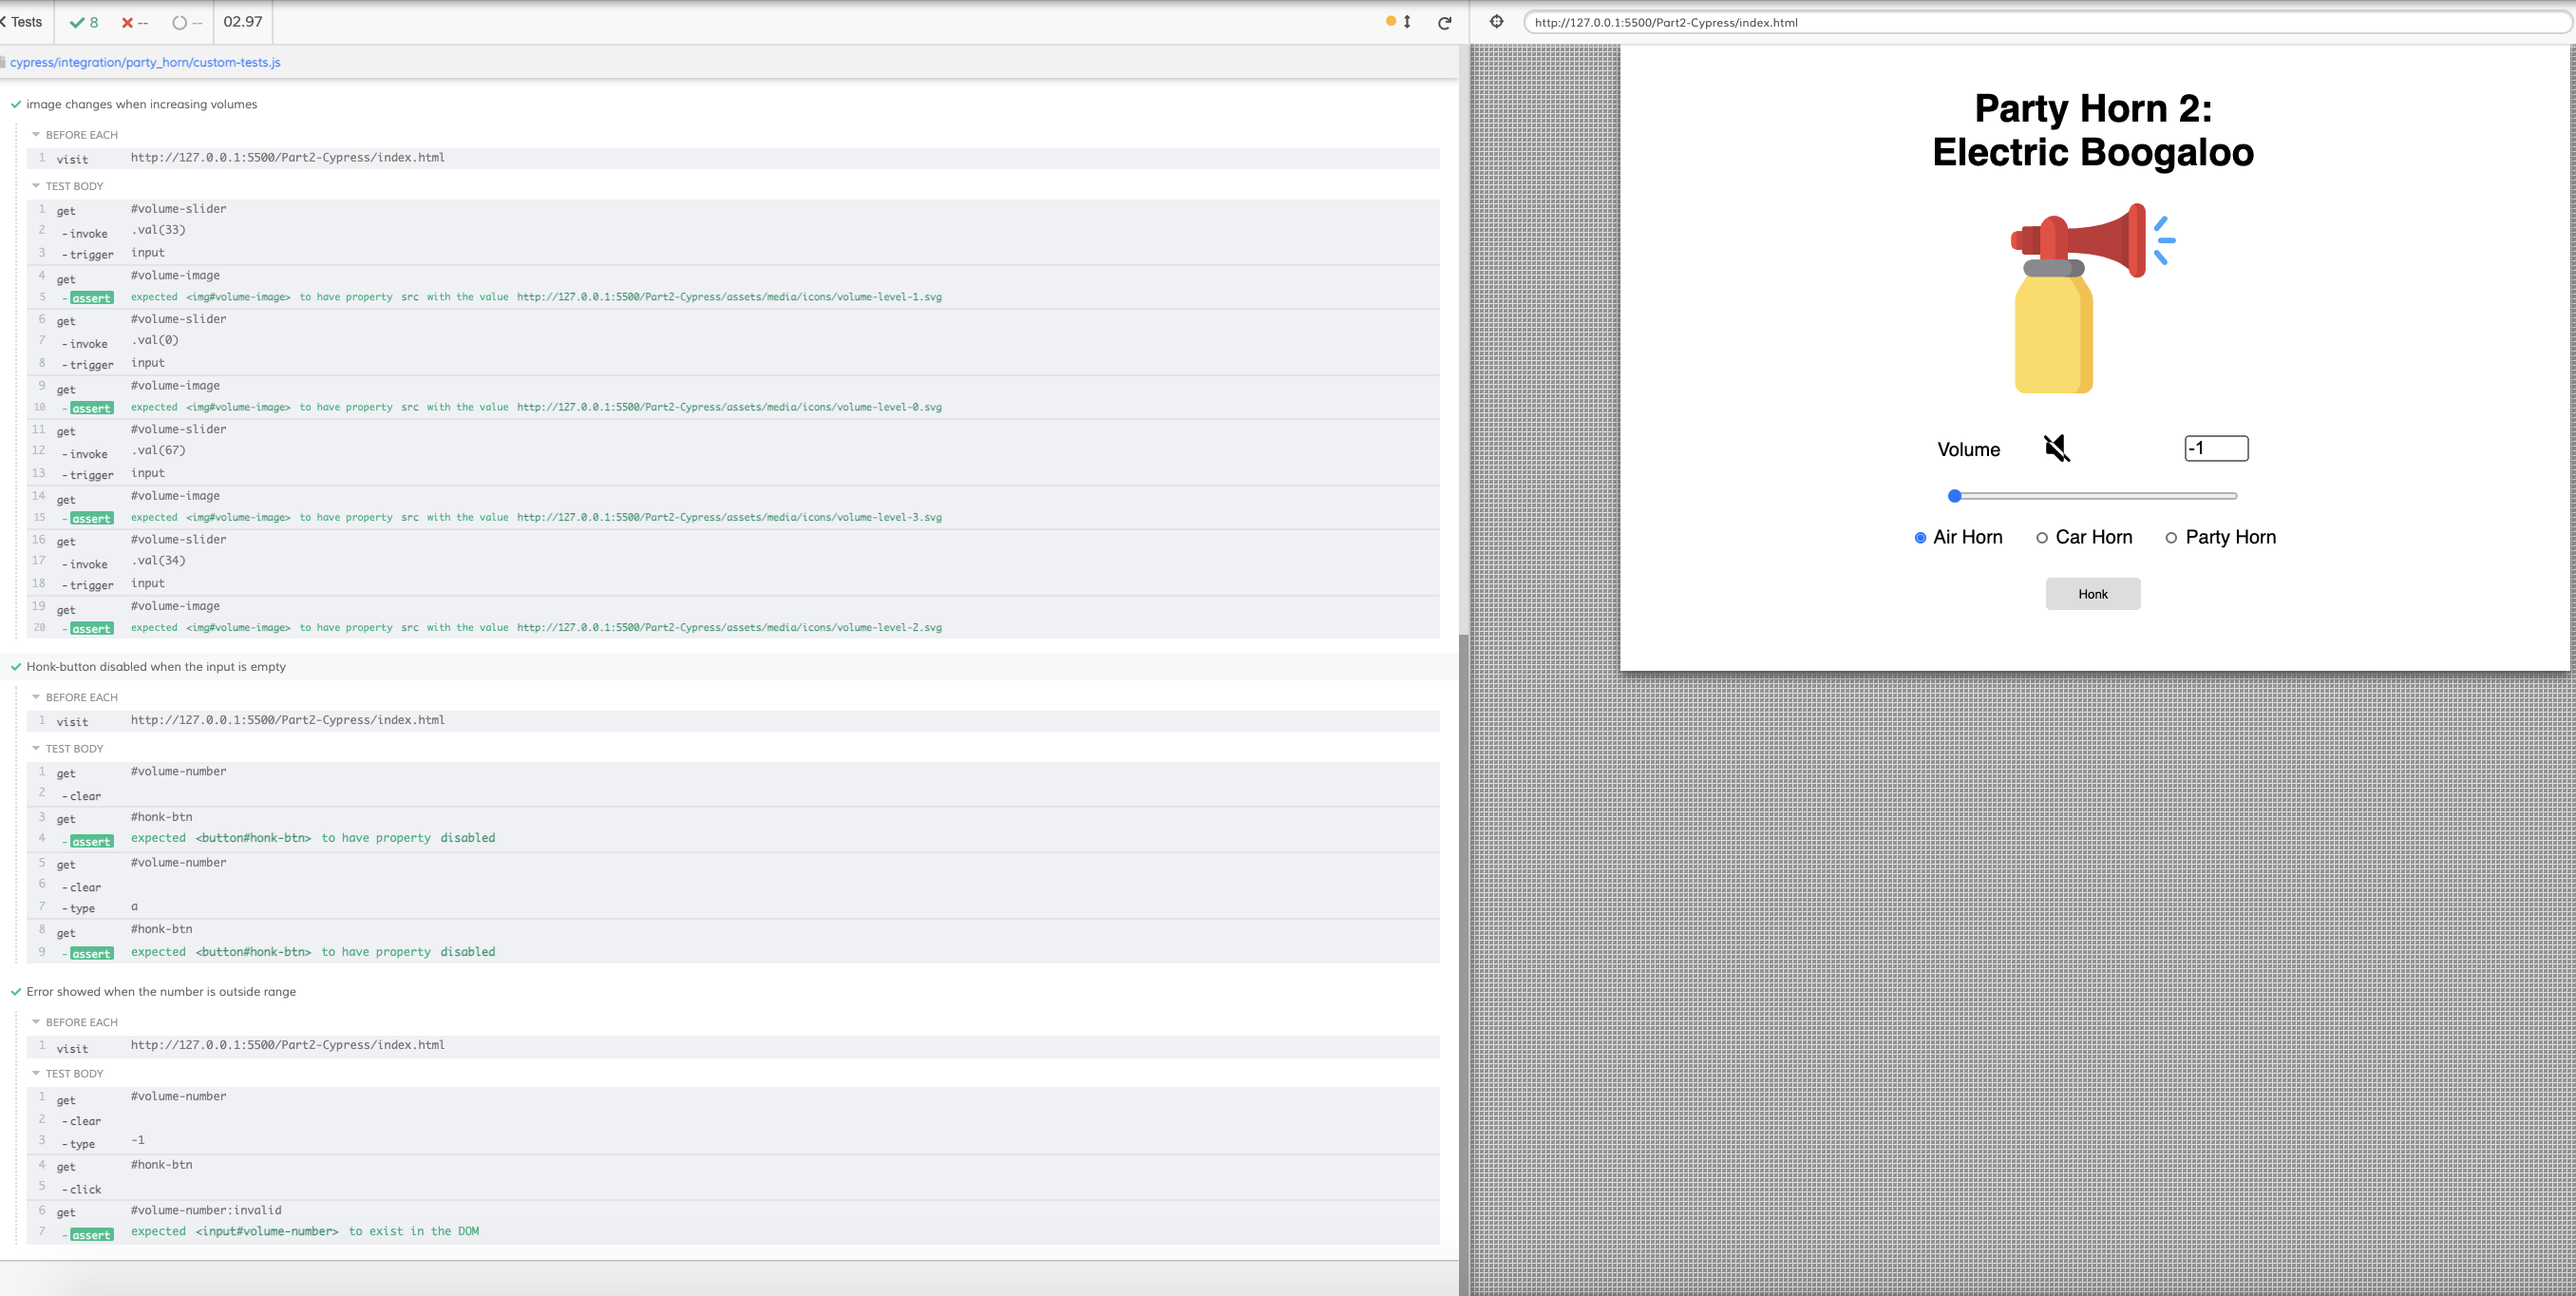 Tests 8 -- -- 02.97
cypress/integration/party_horn/custom-tests.js
image changes when increasing volumes
BEFORE EACH
1 visit http://127.0.0.1:5500/Part2-Cypress/index.html
TEST BODY
1 get #volume-slider
2 -invoke .val(33)
3 -trigger input
4 get #volume-image
5 -assert expected <img#volume-image> to have property src with the value http://127.0.0.1:5500/Part2-Cypress/assets/media/icons/volume-level-1.svg
6 get #volume-slider
7 -invoke .val(0)
8 -trigger input
9 get #volume-image
10 -assert expected <img#volume-image> to have property src with the value http://127.0.0.1:5500/Part2-Cypress/assets/media/icons/volume-level-0.svg
11 get #volume-slider
12 -invoke .val(67)
13 -trigger input
14 get #volume-image
15 -assert expected <img#volume-image> to have property src with the value http://127.0.0.1:5500/Part2-Cypress/assets/media/icons/volume-level-3.svg
16 get #volume-slider
17 -invoke .val(34)
18 -trigger input
19 get #volume-image
20 -assert expected <img#volume-image> to have property src with the value http://127.0.0.1:5500/Part2-Cypress/assets/media/icons/volume-level-2.svg
Honk-button disabled when the input is empty
BEFORE EACH
1 visit http://127.0.0.1:5500/Part2-Cypress/index.html
TEST BODY
1 get #volume-number
2 -clear
3 get #honk-btn
4 -assert expected <button#honk-btn> to have property disabled
5 get #volume-number
6 -clear
7 -type a
8 get #honk-btn
9 -assert expected <button#honk-btn> to have property disabled
Error showed when the number is outside range
BEFORE EACH
1 visit http://127.0.0.1:5500/Part2-Cypress/index.html
TEST BODY
1 get #volume-number
2 -clear
3 -type -1
4 get #honk-btn
5 -click
6 get #volume-number:invalid
7 -assert expected <input#volume-number> to exist in the DOM
http://127.0.0.1:5500/Part2-Cypress/index.html
Party Horn 2:
Electric Boogaloo
Volume -1
Air Horn Car Horn Party Horn
Honk